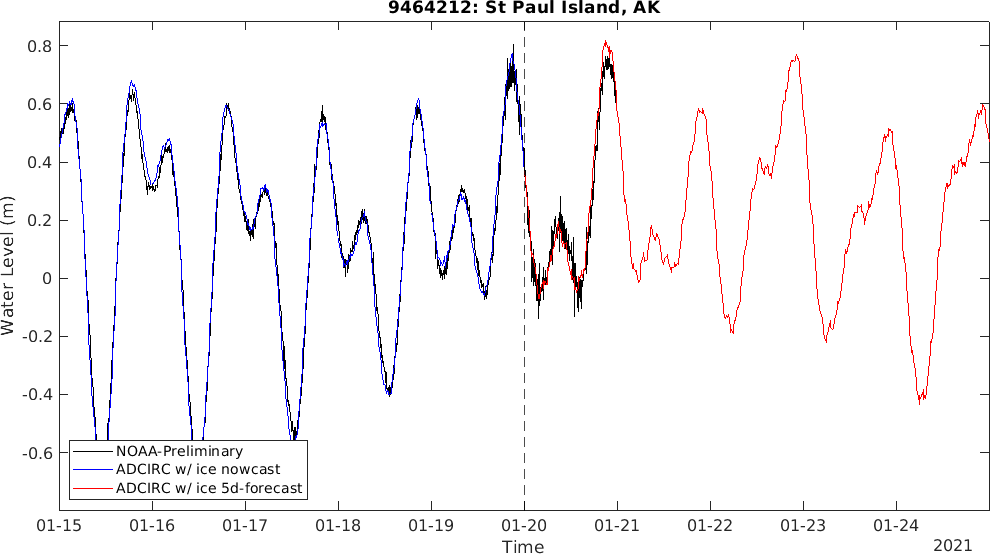 9464212: St Paul Island, AK
0.8
0.6
0.4
0.2
0
-0.2
-0.4
-0.6
Water Level (m)
NOAA-Preliminary
ADCIRC w/ ice nowcast
ADCIRC w/ ice 5d-forecast
01-15 01-16 01-17 01-18 01-19 01-20 01-21 01-22 01-23 01-24
Time
2021